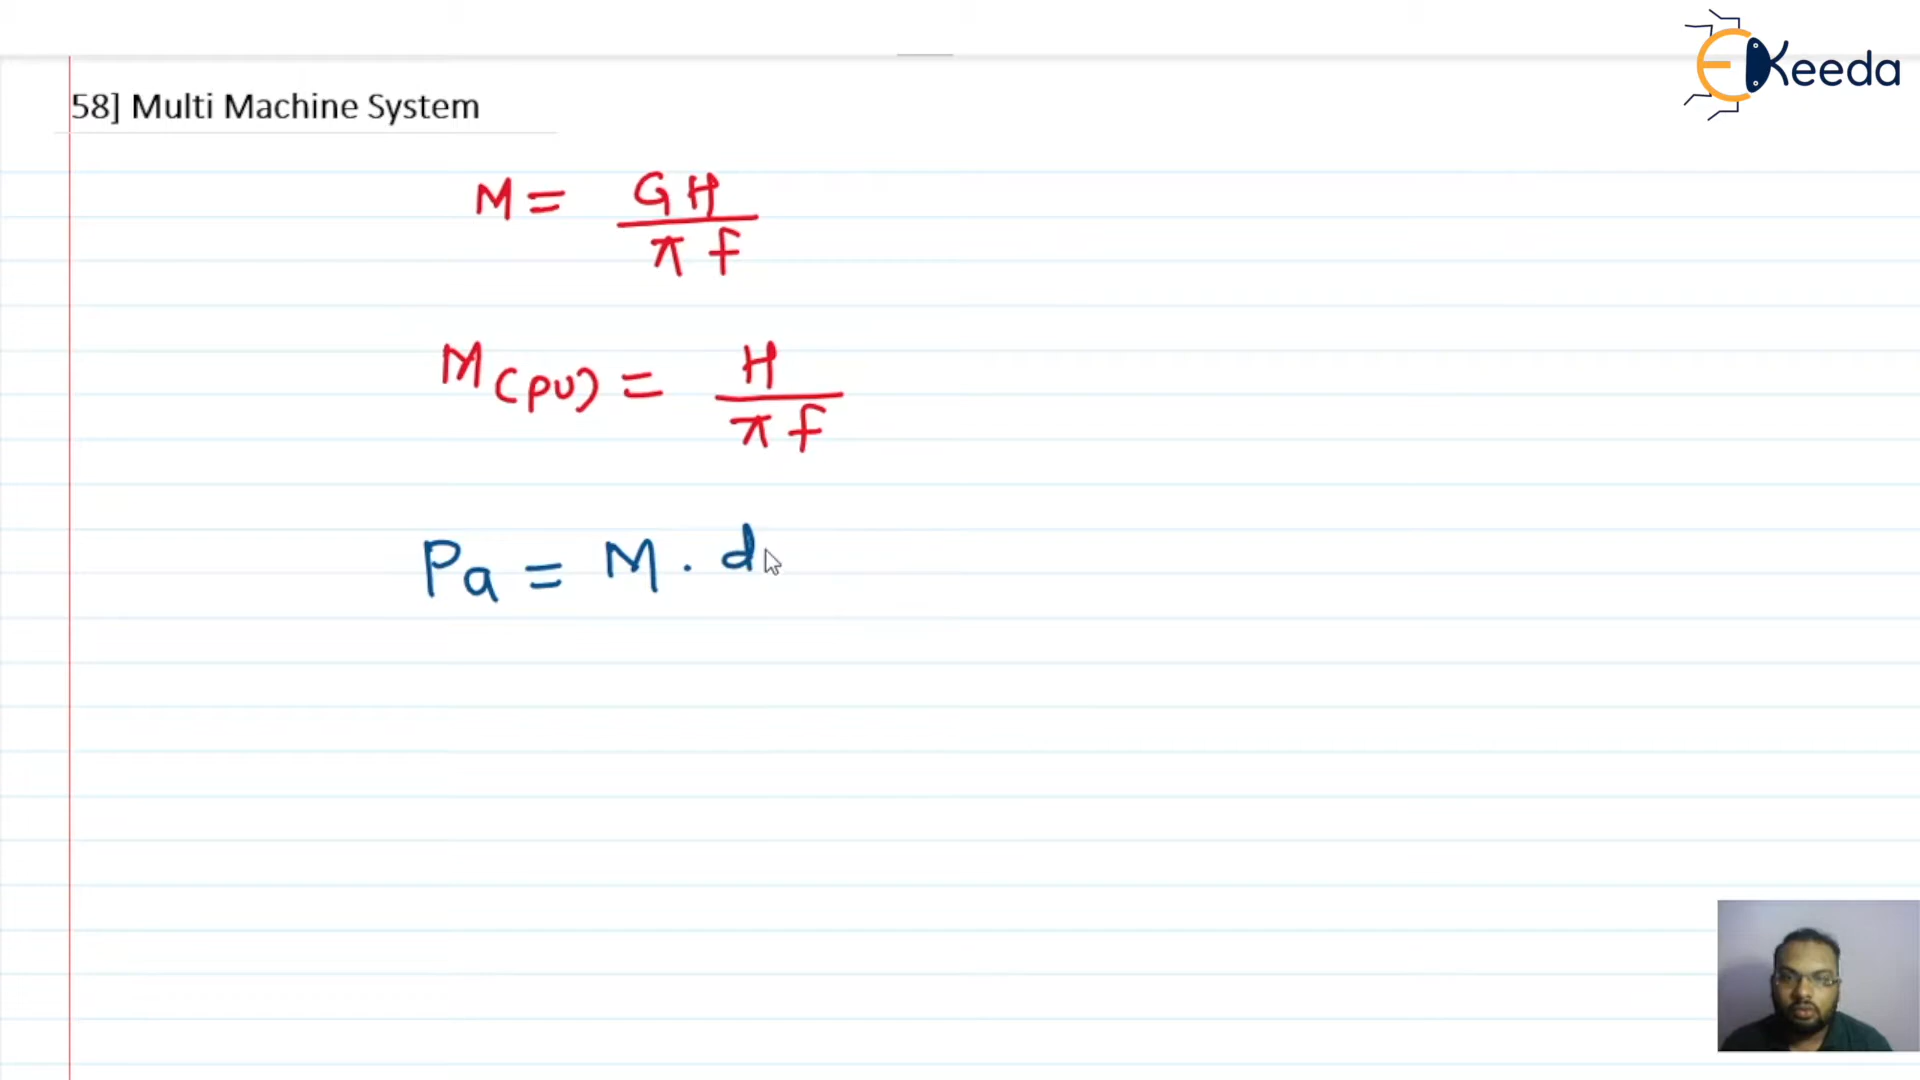 EKeeda
58] Multi Machine System
M = GH / πf
M(PU) = H / πf
Pa = M . d